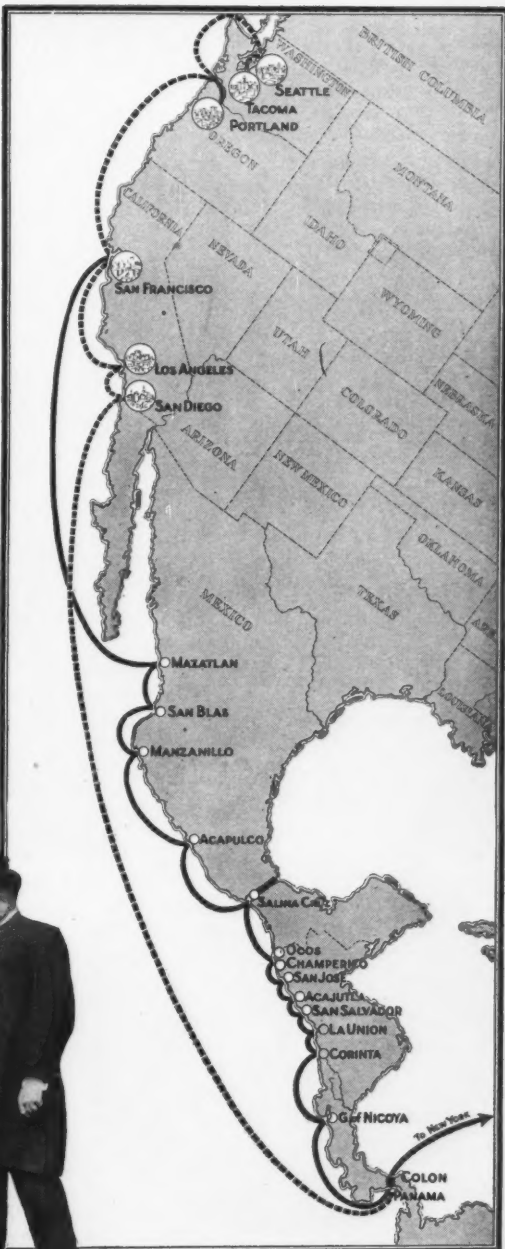 BRITISH COLUMBIA
WASHINGTON
SEATTLE
TACOMA
PORTLAND
OREGON
MONTANA
IDAHO
CALIFORNIA
NEVADA
WYOMING
SAN FRANCISCO
UTAH
NEBRASKA
LOS ANGELES
COLORADO
SAN DIEGO
KANSAS
ARIZONA
NEW MEXICO
OKLAHOMA
TEXAS
MEXICO
MAZATLAN
SAN BLAS
MANZANILLO
ACAPULCO
SALINA CRUZ
OCOS
CHAMPERICO
SAN JOSE
ACAJUTLA
SAN SALVADOR
LA UNION
CORINTA
G. of NICOYA
TO NEW YORK
COLON
PANAMA